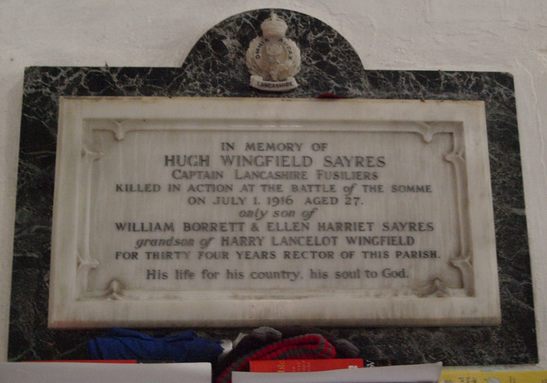 LANCASHIRE
IN MEMORY OF
HUGH WINGFIELD SAYRES
CAPTAIN LANCASHIRE FUSILIERS
KILLED IN ACTION AT THE BATTLE of THE SOMME
ON JULY 1. 1916 AGED 27.
only son of
WILLIAM BORRETT & ELLEN HARRIET SAYRES
grandson of HARRY LANCELOT WINGFIELD
FOR THIRTY FOUR YEARS RECTOR OF THIS PARISH.
His life for his country, his soul to God.